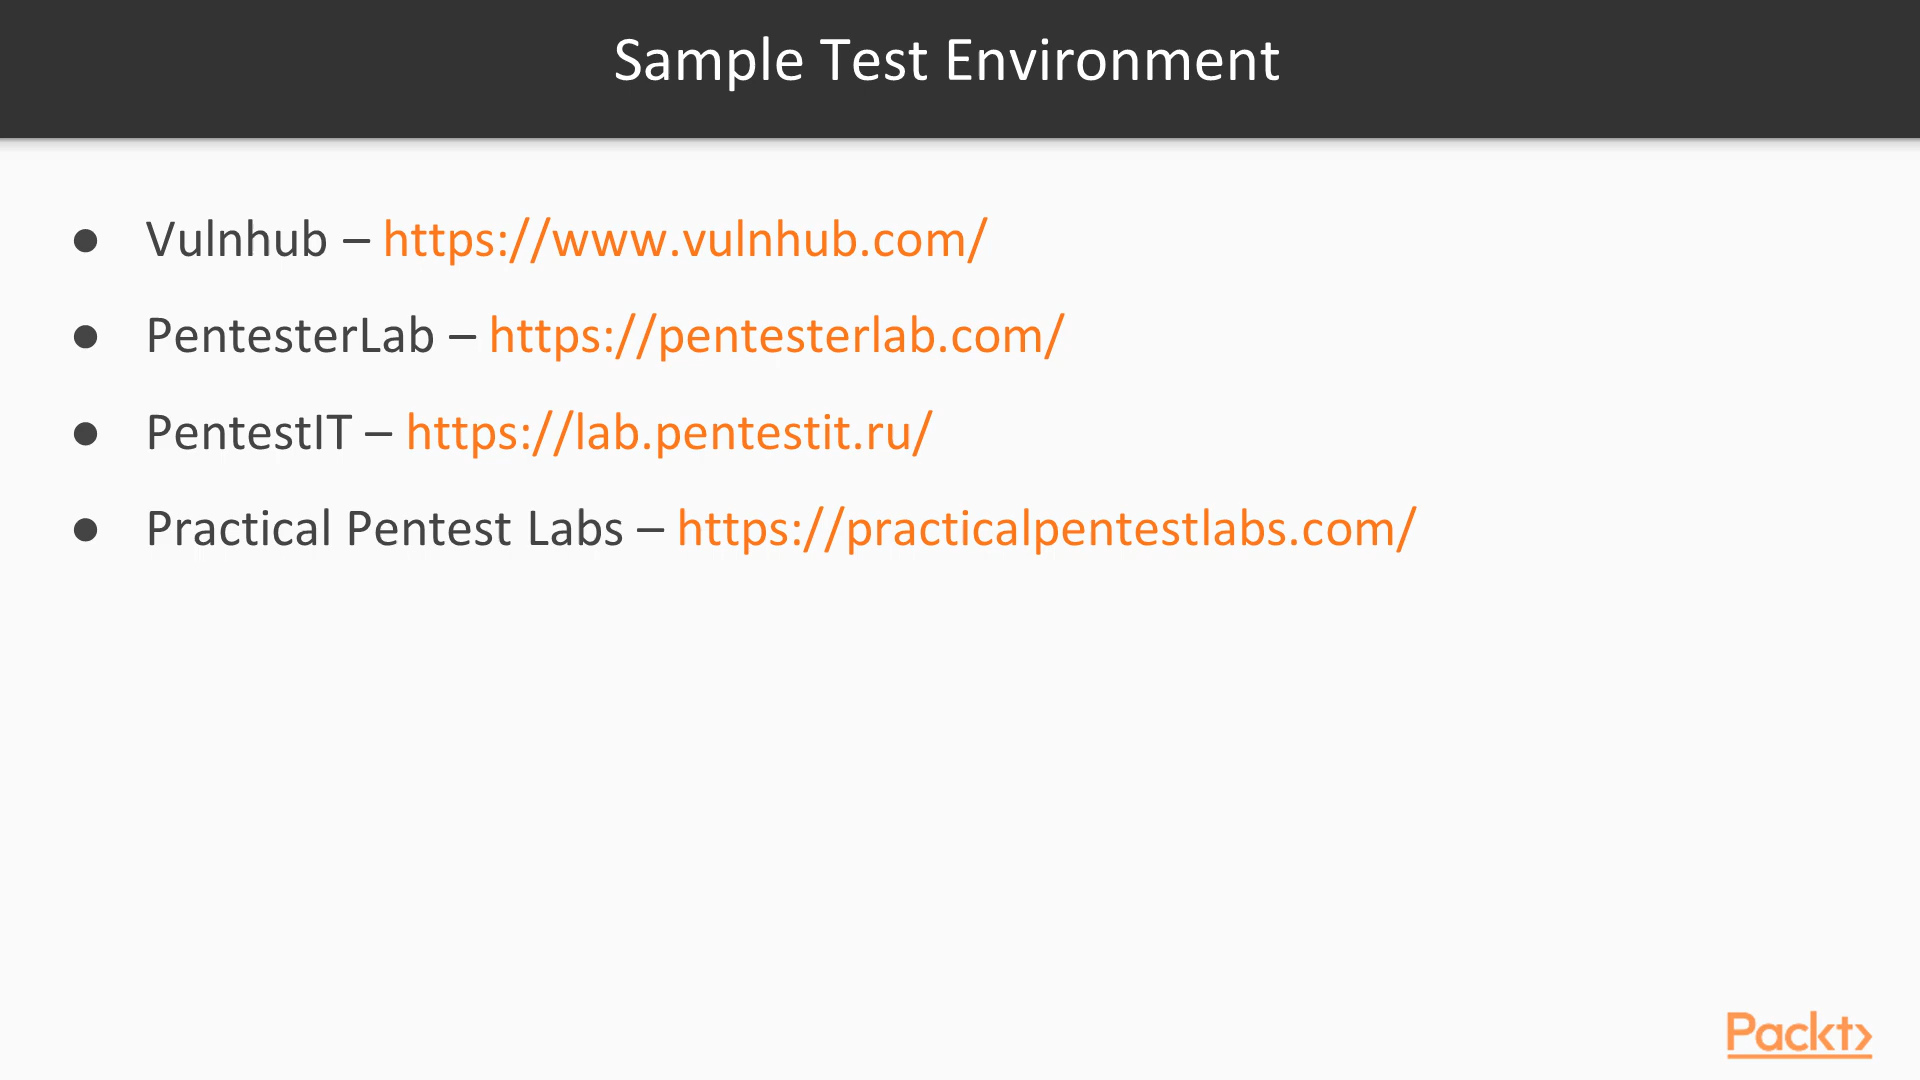 Sample Test Environment
● Vulnhub – https://www.vulnhub.com/
● PentesterLab – https://pentesterlab.com/
● PentestIT – https://lab.pentestit.ru/
● Practical Pentest Labs – https://practicalpentestlabs.com/
Packt>